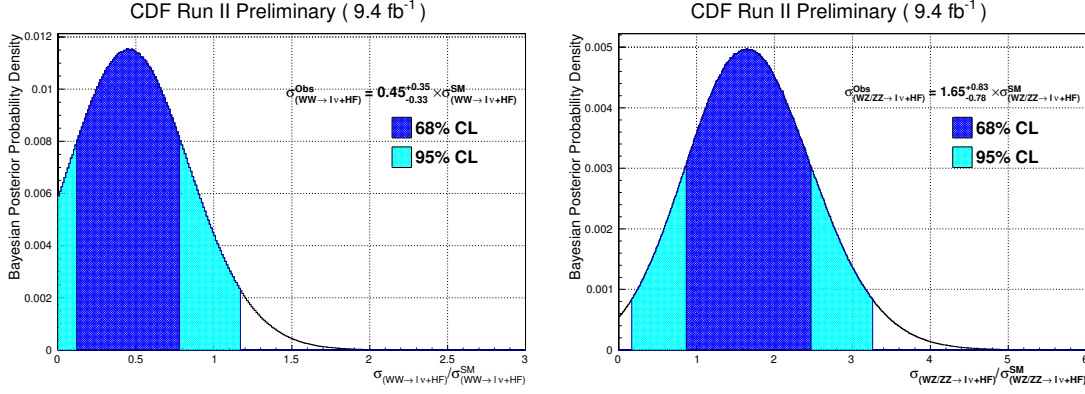 CDF Run II Preliminary ( 9.4 fb⁻¹)
Bayesian Posterior Probability Density
0.012
0.01
0.008
0.006
0.004
0.002
0
σ^Obs_(WW→ lν+HF) = 0.45^+0.35_-0.33 ×σ^SM_(WW→ lν+HF)
68% CL
95% CL
0 0.5 1 1.5 2 2.5 3
σ_(WW→ lν+HF)/σ^SM_(WW→ lν+HF)
CDF Run II Preliminary ( 9.4 fb⁻¹)
Bayesian Posterior Probability Density
0.005
0.004
0.003
0.002
0.001
0
σ^Obs_(WZ/ZZ→ lν+HF) = 1.65^+0.83_-0.78 ×σ^SM_(WZ/ZZ→ lν+HF)
68% CL
95% CL
0 1 2 3 4 5 6
σ_(WZ/ZZ→ lν+HF)/σ^SM_(WZ/ZZ→ lν+HF)